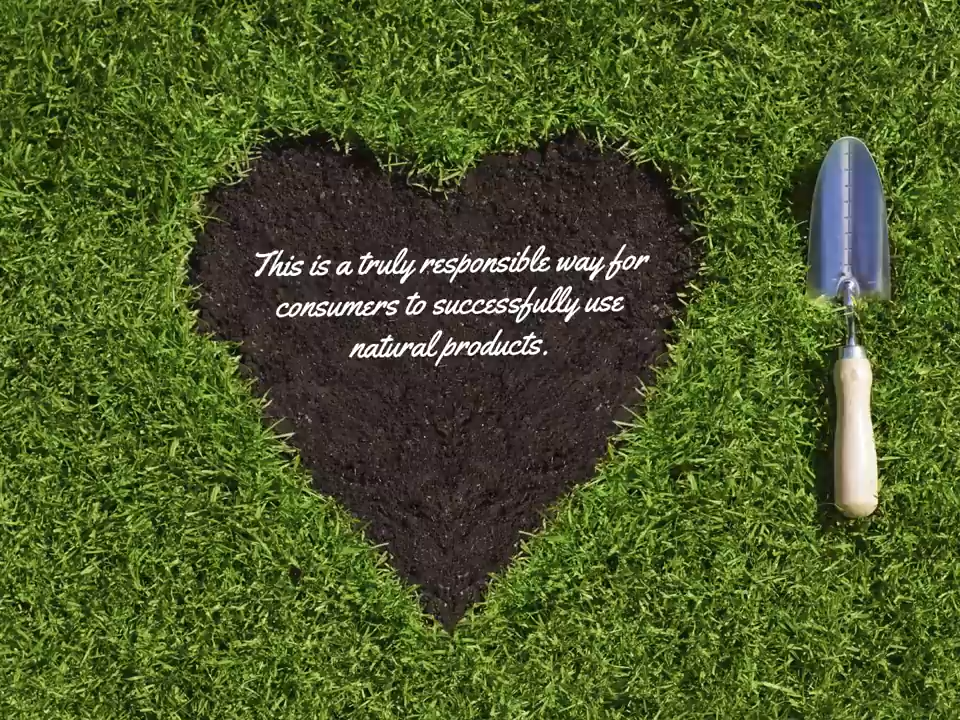 This is a truly responsible way for
consumers to successfully use
natural products.